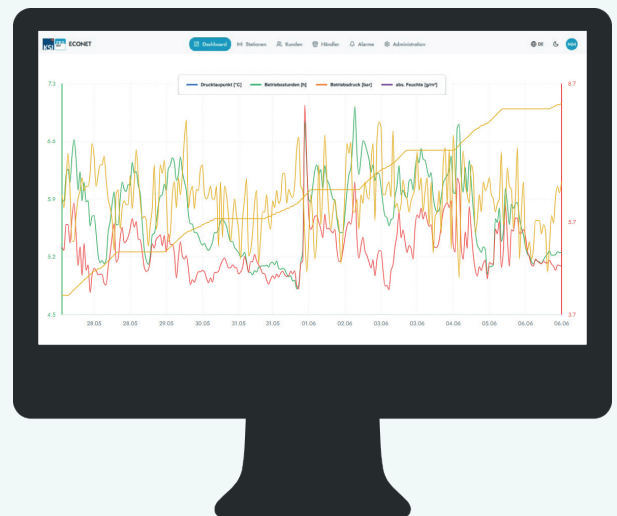 KSI ECONET
Dashboard Stationen Kunden Händler Alarme Administration
DE
Drucktaupunkt [°C] Betriebsstunden [h] Betriebsdruck [bar] abs. Feuchte [g/m³]
7.3 6.7
6.6
5.9
5.7
5.2
4.5 3.7
28.05 28.05 29.05 30.05 31.05 31.05 01.06 02.06 03.06 03.06 04.06 05.06 06.06 06.06